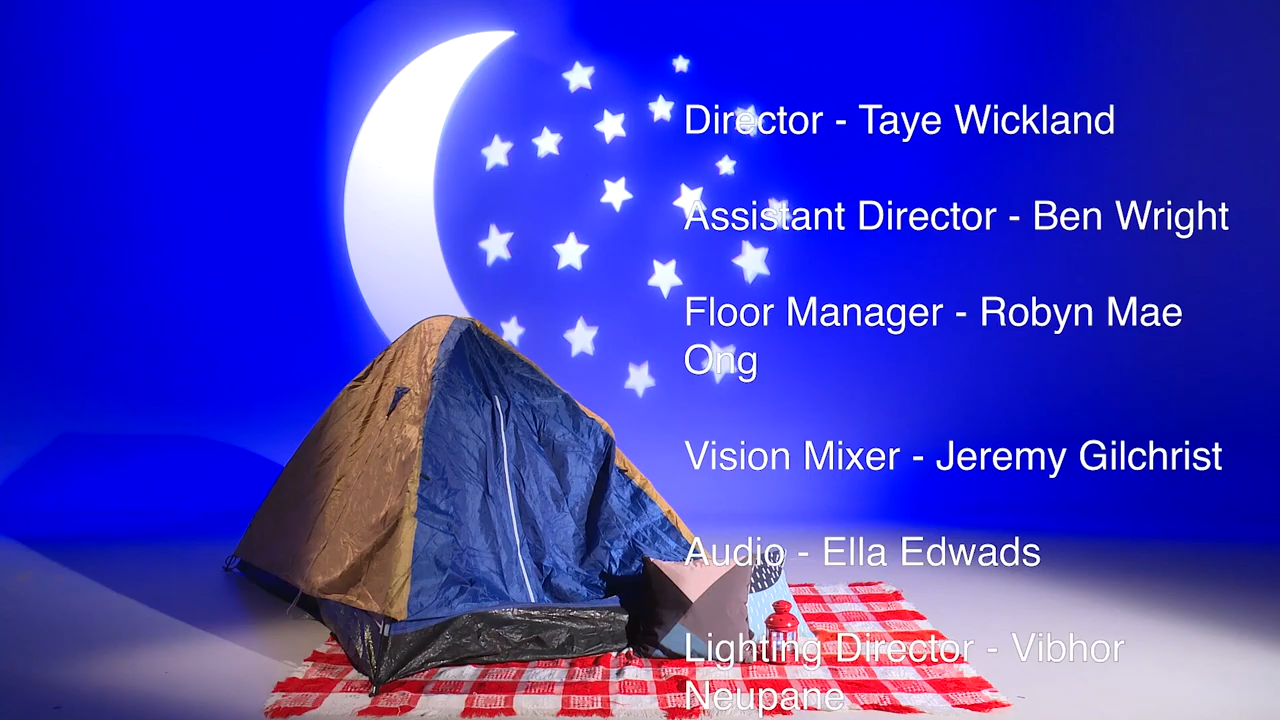 Director - Taye Wickland
Assistant Director - Ben Wright
Floor Manager - Robyn Mae
Ong
Vision Mixer - Jeremy Gilchrist
Audio - Ella Edwads
Lighting Director - Vibhor
Neupane